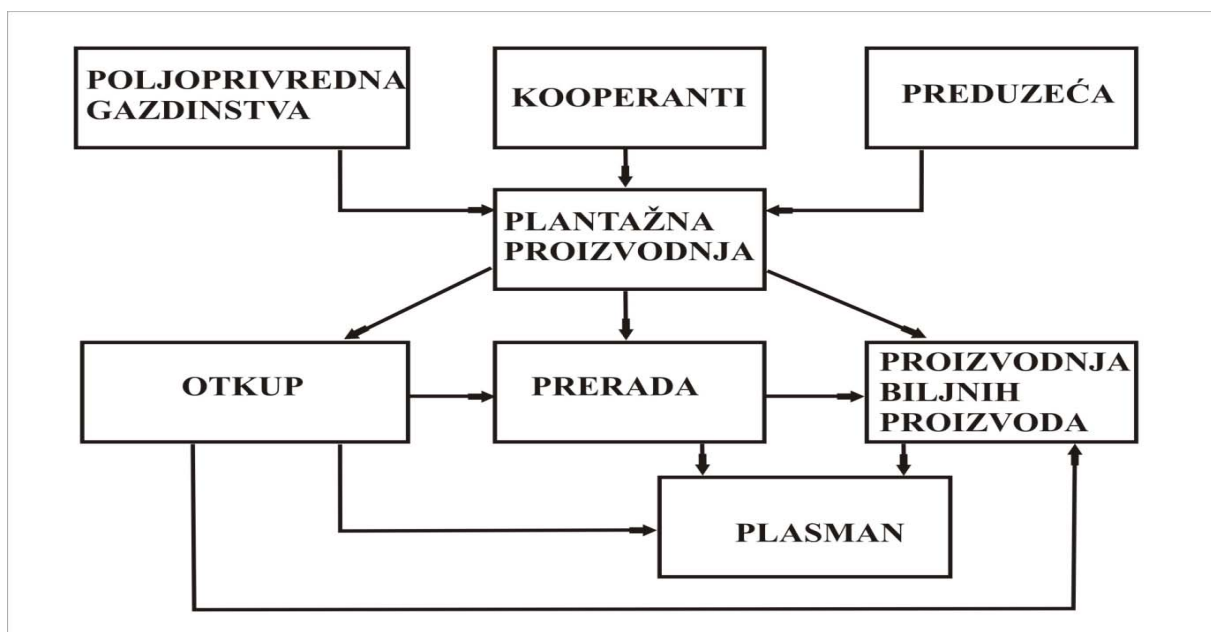 POLJOPRIVREDNA
GAZDINSTVA
KOOPERANTI
PREDUZEĆA
PLANTAŽNA
PROIZVODNJA
OTKUP
PRERADA
PROIZVODNJA
BILJNIH
PROIZVODA
PLASMAN